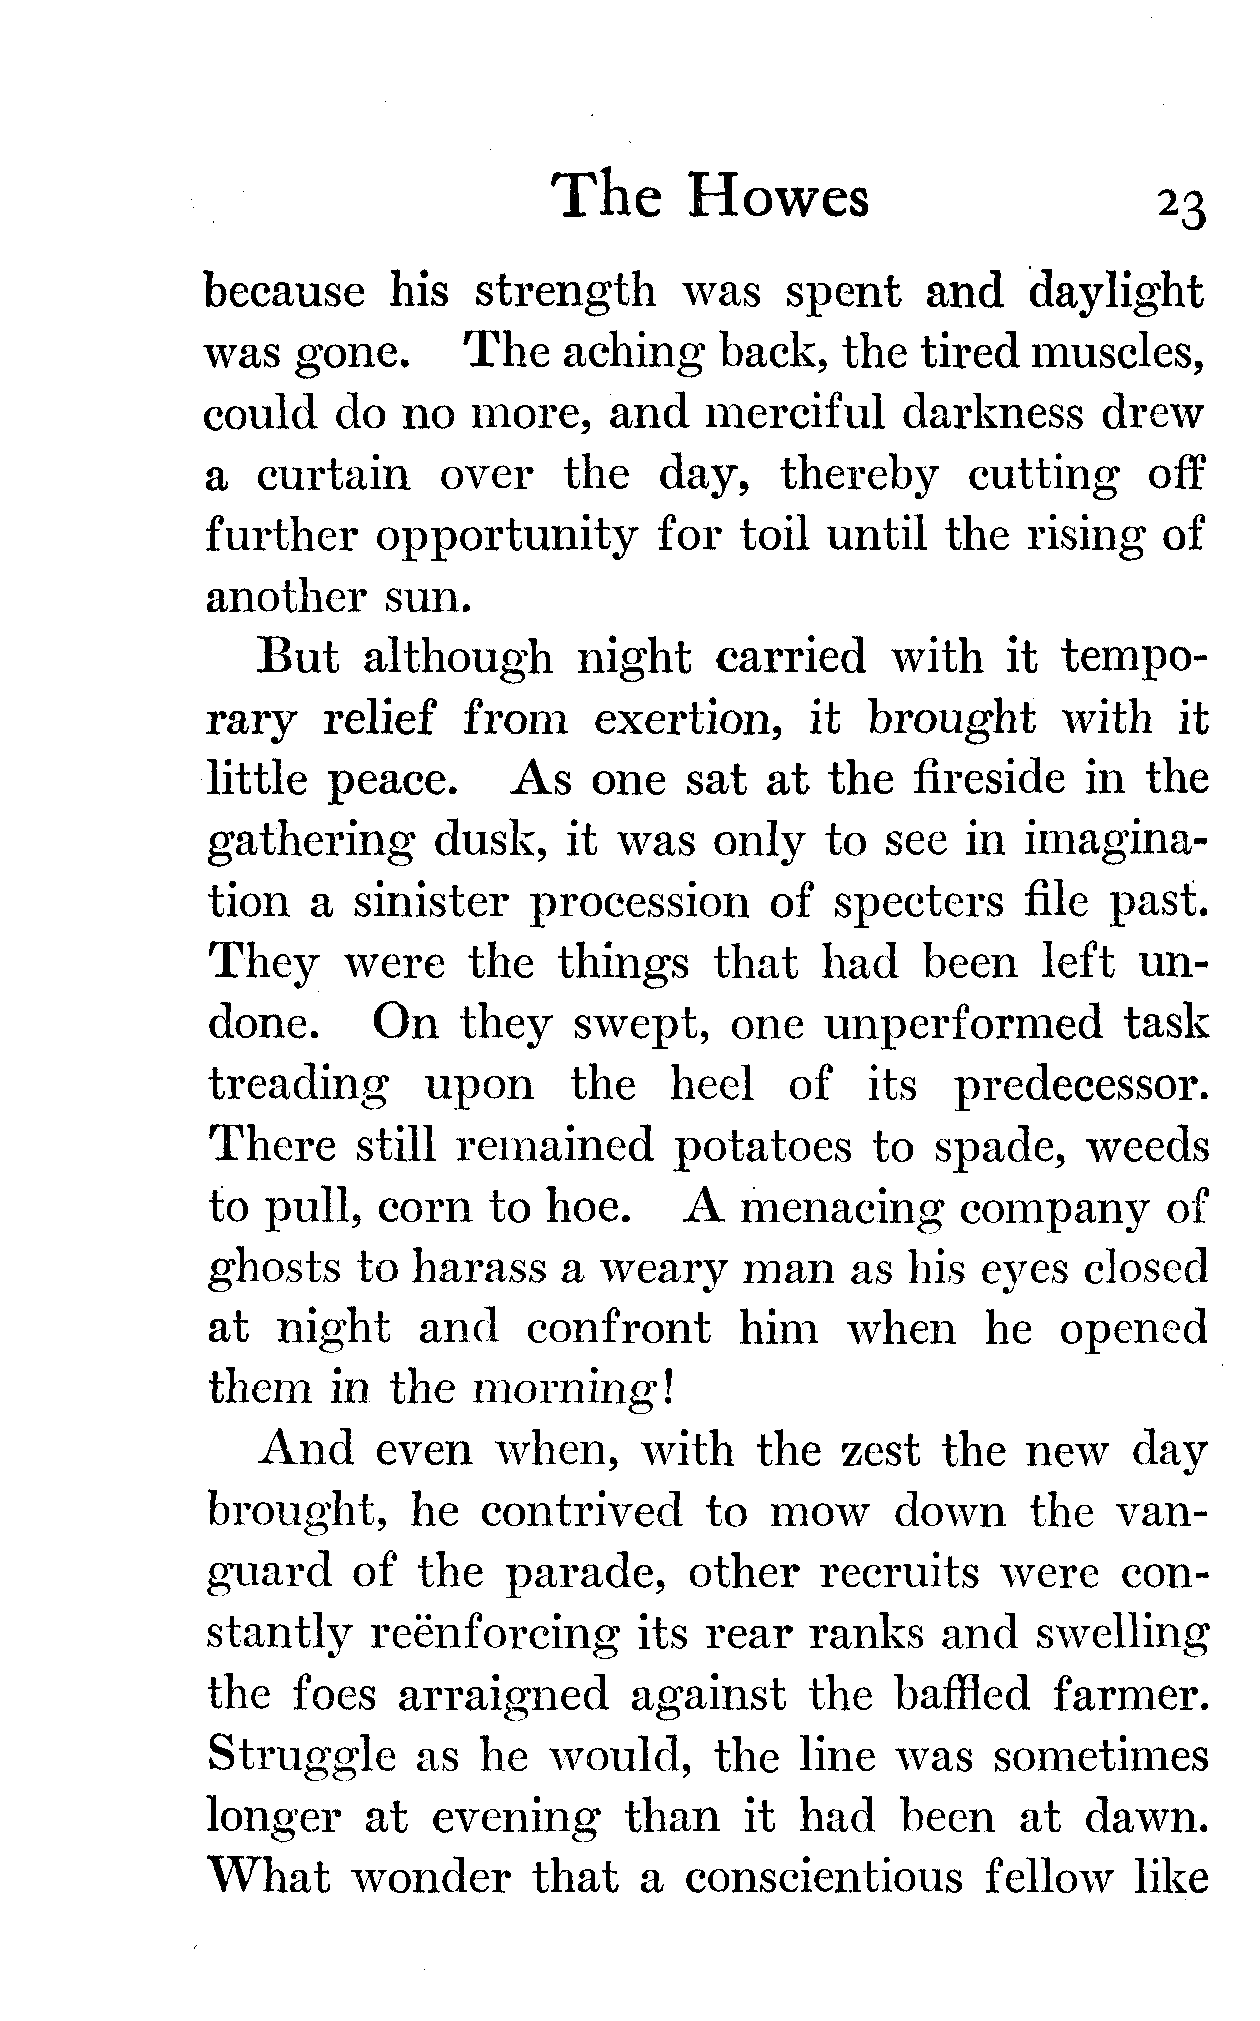 The Howes 23
because his strength was spent and daylight
was gone. The aching back, the tired muscles,
could do no more, and merciful darkness drew
a curtain over the day, thereby cutting off
further opportunity for toil until the rising of
another sun.
But although night carried with it tempo-
rary relief from exertion, it brought with it
little peace. As one sat at the fireside in the
gathering dusk, it was only to see in imagina-
tion a sinister procession of specters file past.
They were the things that had been left un-
done. On they swept, one unperformed task
treading upon the heel of its predecessor.
There still remained potatoes to spade, weeds
to pull, corn to hoe. A menacing company of
ghosts to harass a weary man as his eyes closed
at night and confront him when he opened
them in the morning!
And even when, with the zest the new day
brought, he contrived to mow down the van-
guard of the parade, other recruits were con-
stantly reënforcing its rear ranks and swelling
the foes arraigned against the baffled farmer.
Struggle as he would, the line was sometimes
longer at evening than it had been at dawn.
What wonder that a conscientious fellow like